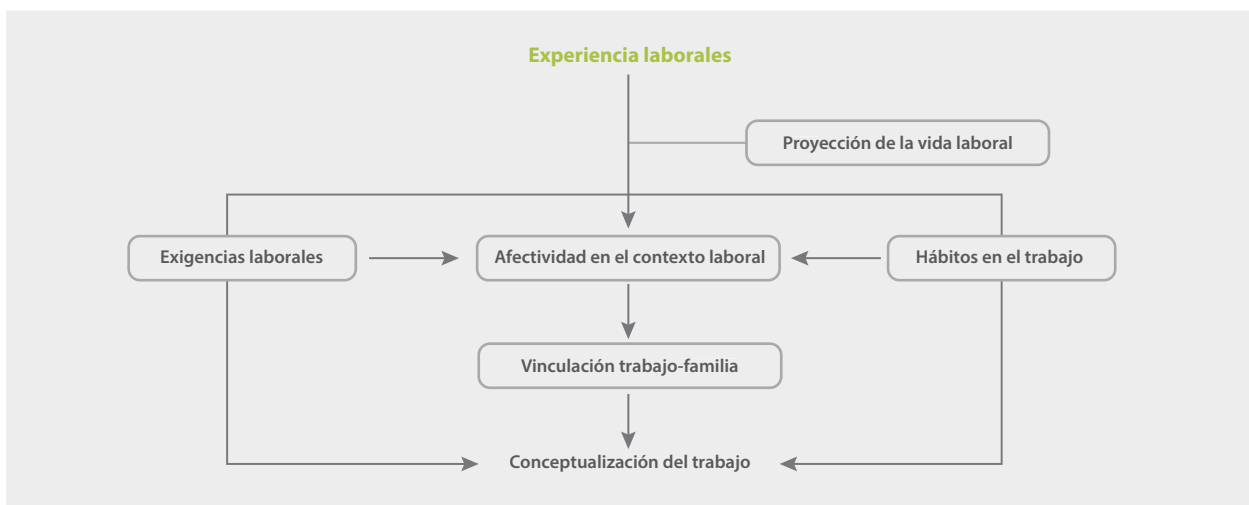 Experiencia laborales
Proyección de la vida laboral
Exigencias laborales
Afectividad en el contexto laboral
Hábitos en el trabajo
Vinculación trabajo-familia
Conceptualización del trabajo